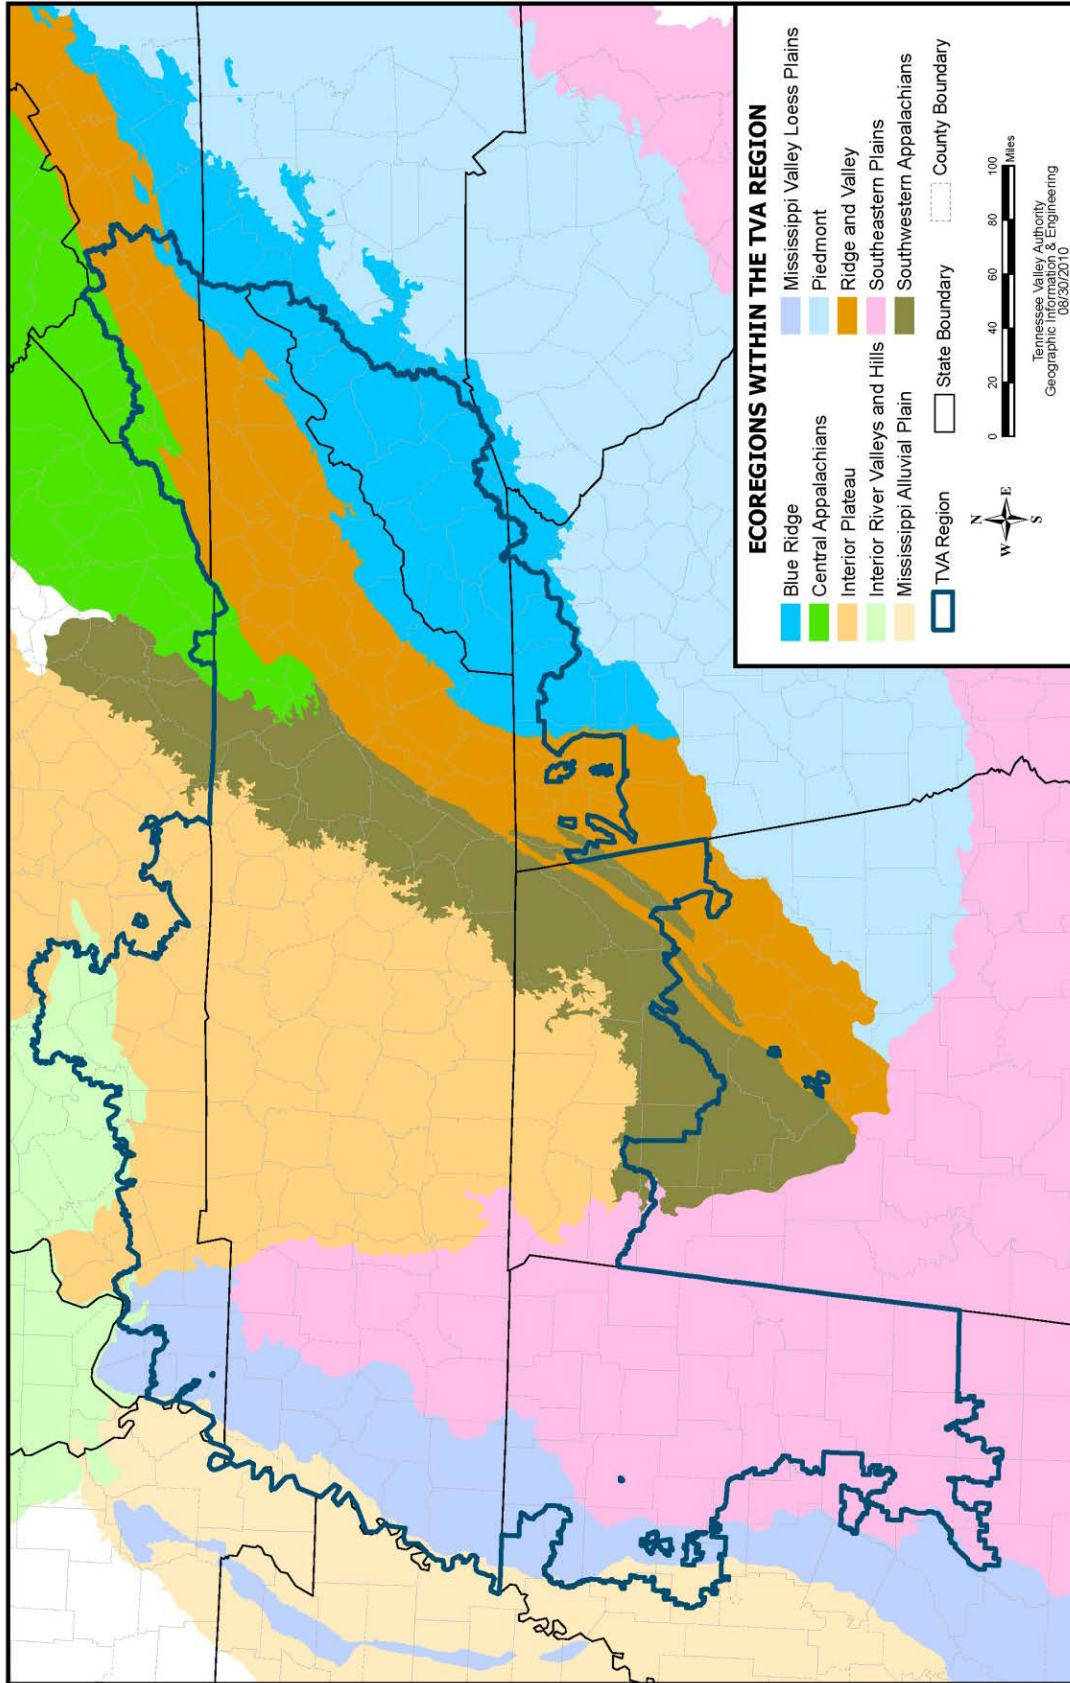 ECOREGIONS WITHIN THE TVA REGION
Blue Ridge
Central Appalachians
Interior Plateau
Interior River Valleys and Hills
Mississippi Alluvial Plain
Mississippi Valley Loess Plains
Piedmont
Ridge and Valley
Southeastern Plains
Southwestern Appalachians
TVA Region
State Boundary
County Boundary
N
W E
S
0 20 40 60 80 100
Miles
Tennessee Valley Authority
Geographic Information & Engineering
08/30/2010